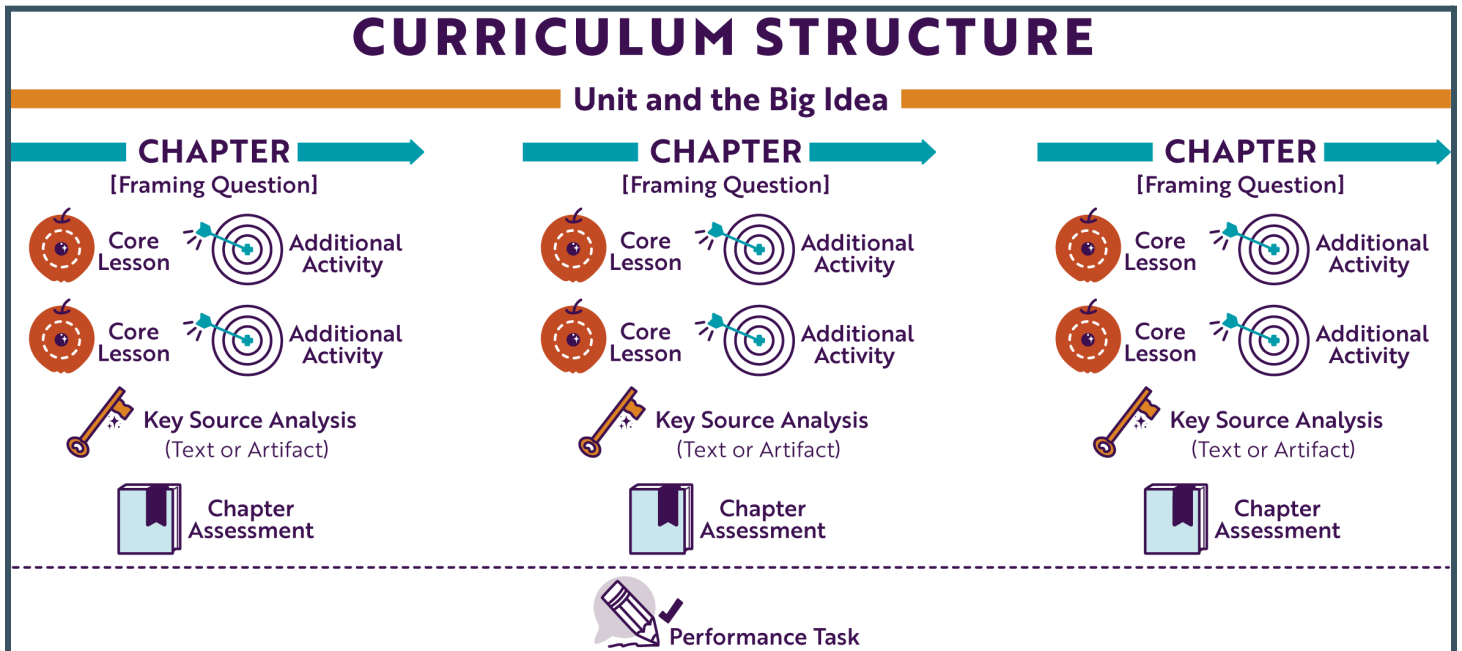 CURRICULUM STRUCTURE
Unit and the Big Idea
CHAPTER
[Framing Question]
Core
Lesson
Additional
Activity
Core
Lesson
Additional
Activity
Key Source Analysis
(Text or Artifact)
Chapter
Assessment
CHAPTER
[Framing Question]
Core
Lesson
Additional
Activity
Core
Lesson
Additional
Activity
Key Source Analysis
(Text or Artifact)
Chapter
Assessment
CHAPTER
[Framing Question]
Core
Lesson
Additional
Activity
Core
Lesson
Additional
Activity
Key Source Analysis
(Text or Artifact)
Chapter
Assessment
Performance Task